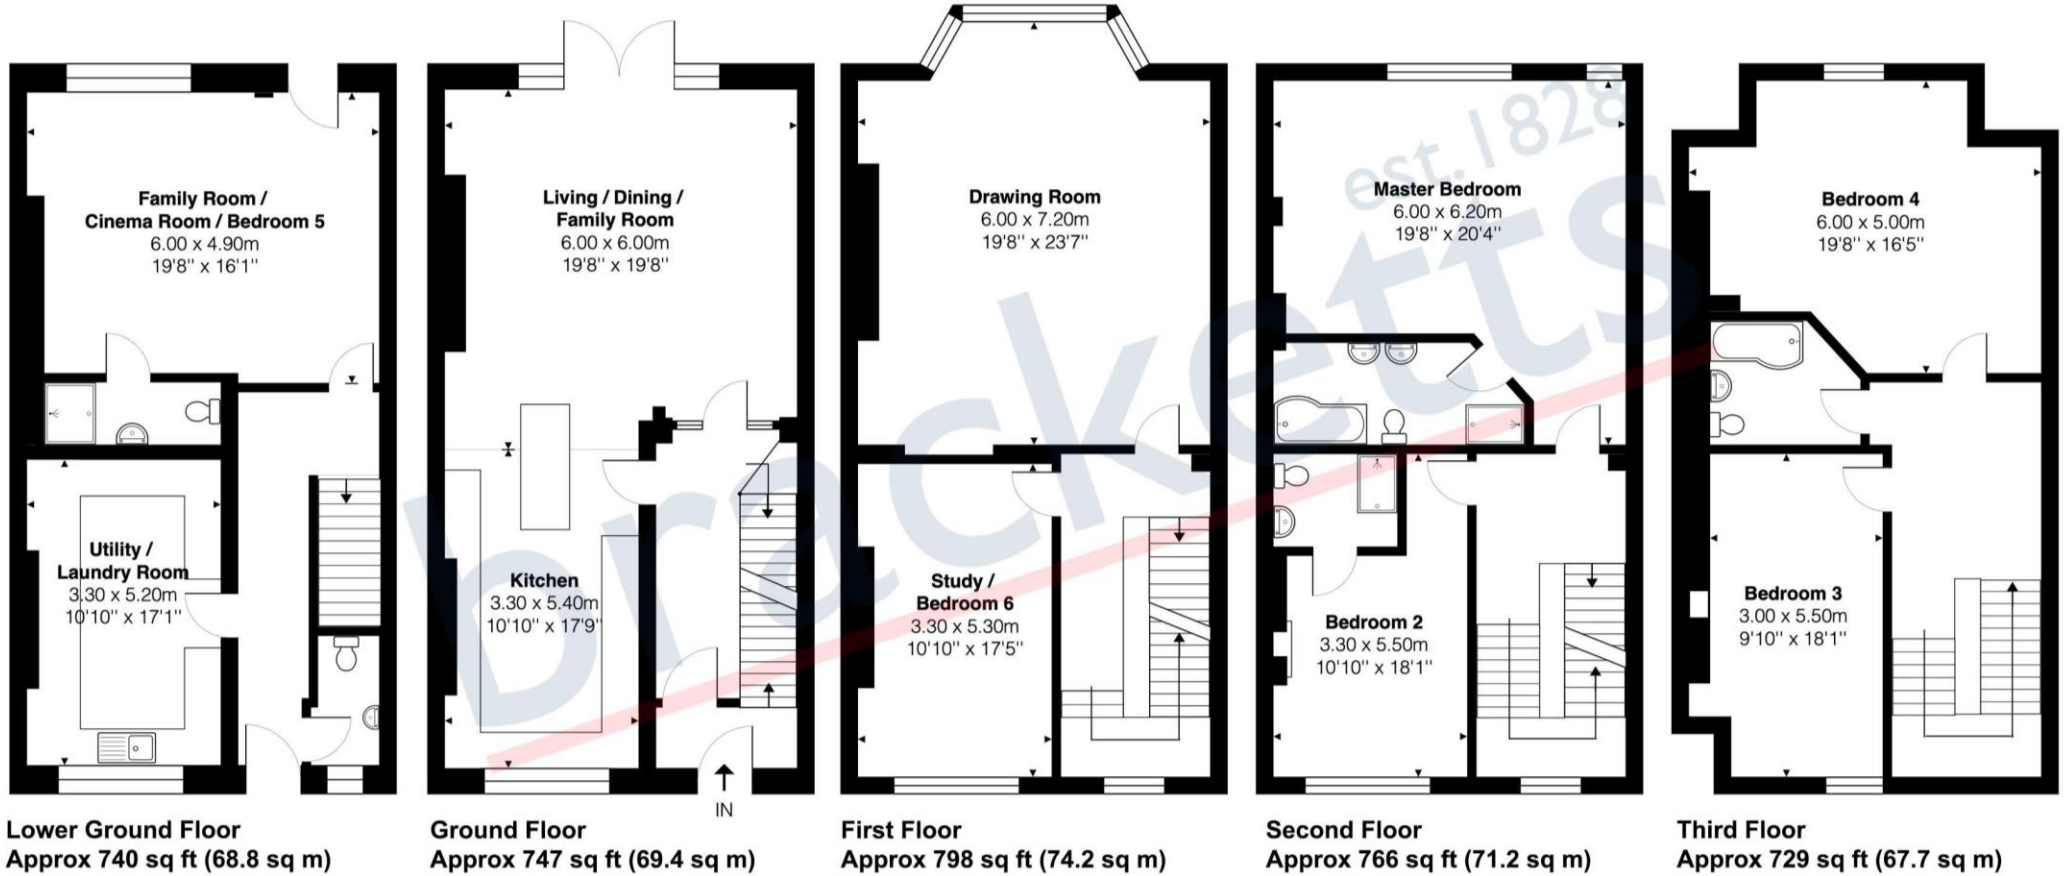 Family Room /
Cinema Room / Bedroom 5
6.00 x 4.90m
19'8" x 16'1"
Utility /
Laundry Room
3.30 x 5.20m
10'10" x 17'1"
Lower Ground Floor
Approx 740 sq ft (68.8 sq m)
Living / Dining /
Family Room
6.00 x 6.00m
19'8" x 19'8"
Kitchen
3.30 x 5.40m
10'10" x 17'9"
IN
Ground Floor
Approx 747 sq ft (69.4 sq m)
Drawing Room
6.00 x 7.20m
19'8" x 23'7"
Study /
Bedroom 6
3.30 x 5.30m
10'10" x 17'5"
First Floor
Approx 798 sq ft (74.2 sq m)
Master Bedroom
6.00 x 6.20m
19'8" x 20'4"
Bedroom 2
3.30 x 5.50m
10'10" x 18'1"
Second Floor
Approx 766 sq ft (71.2 sq m)
Bedroom 4
6.00 x 5.00m
19'8" x 16'5"
Bedroom 3
3.00 x 5.50m
9'10" x 18'1"
Third Floor
Approx 729 sq ft (67.7 sq m)
est. 1828
bracketts